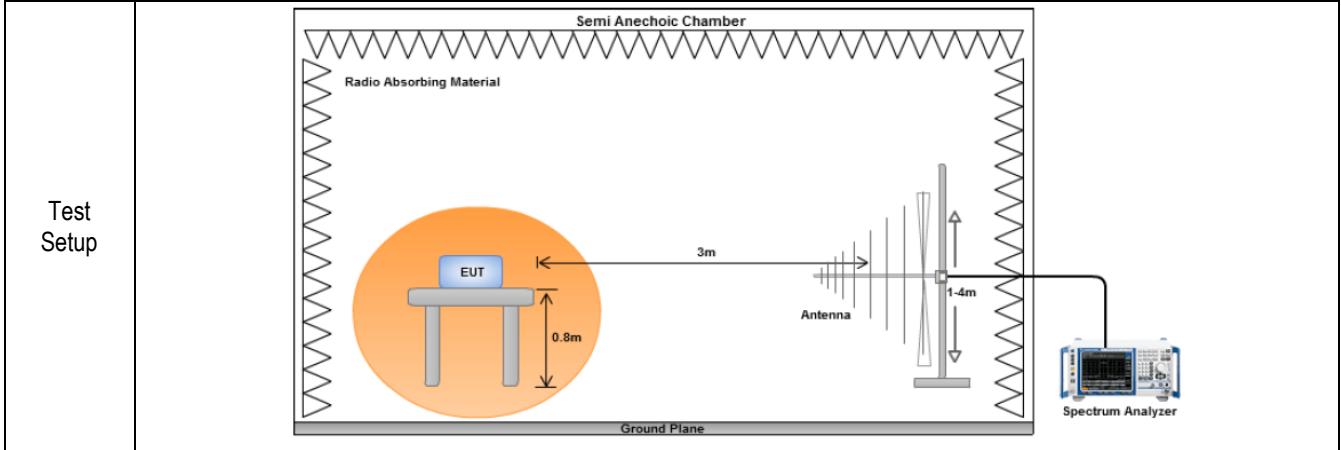 Semi Anechoic Chamber
Radio Absorbing Material
Test
Setup
3m
EUT
1-4m
Antenna
0.8m
Spectrum Analyzer
Ground Plane